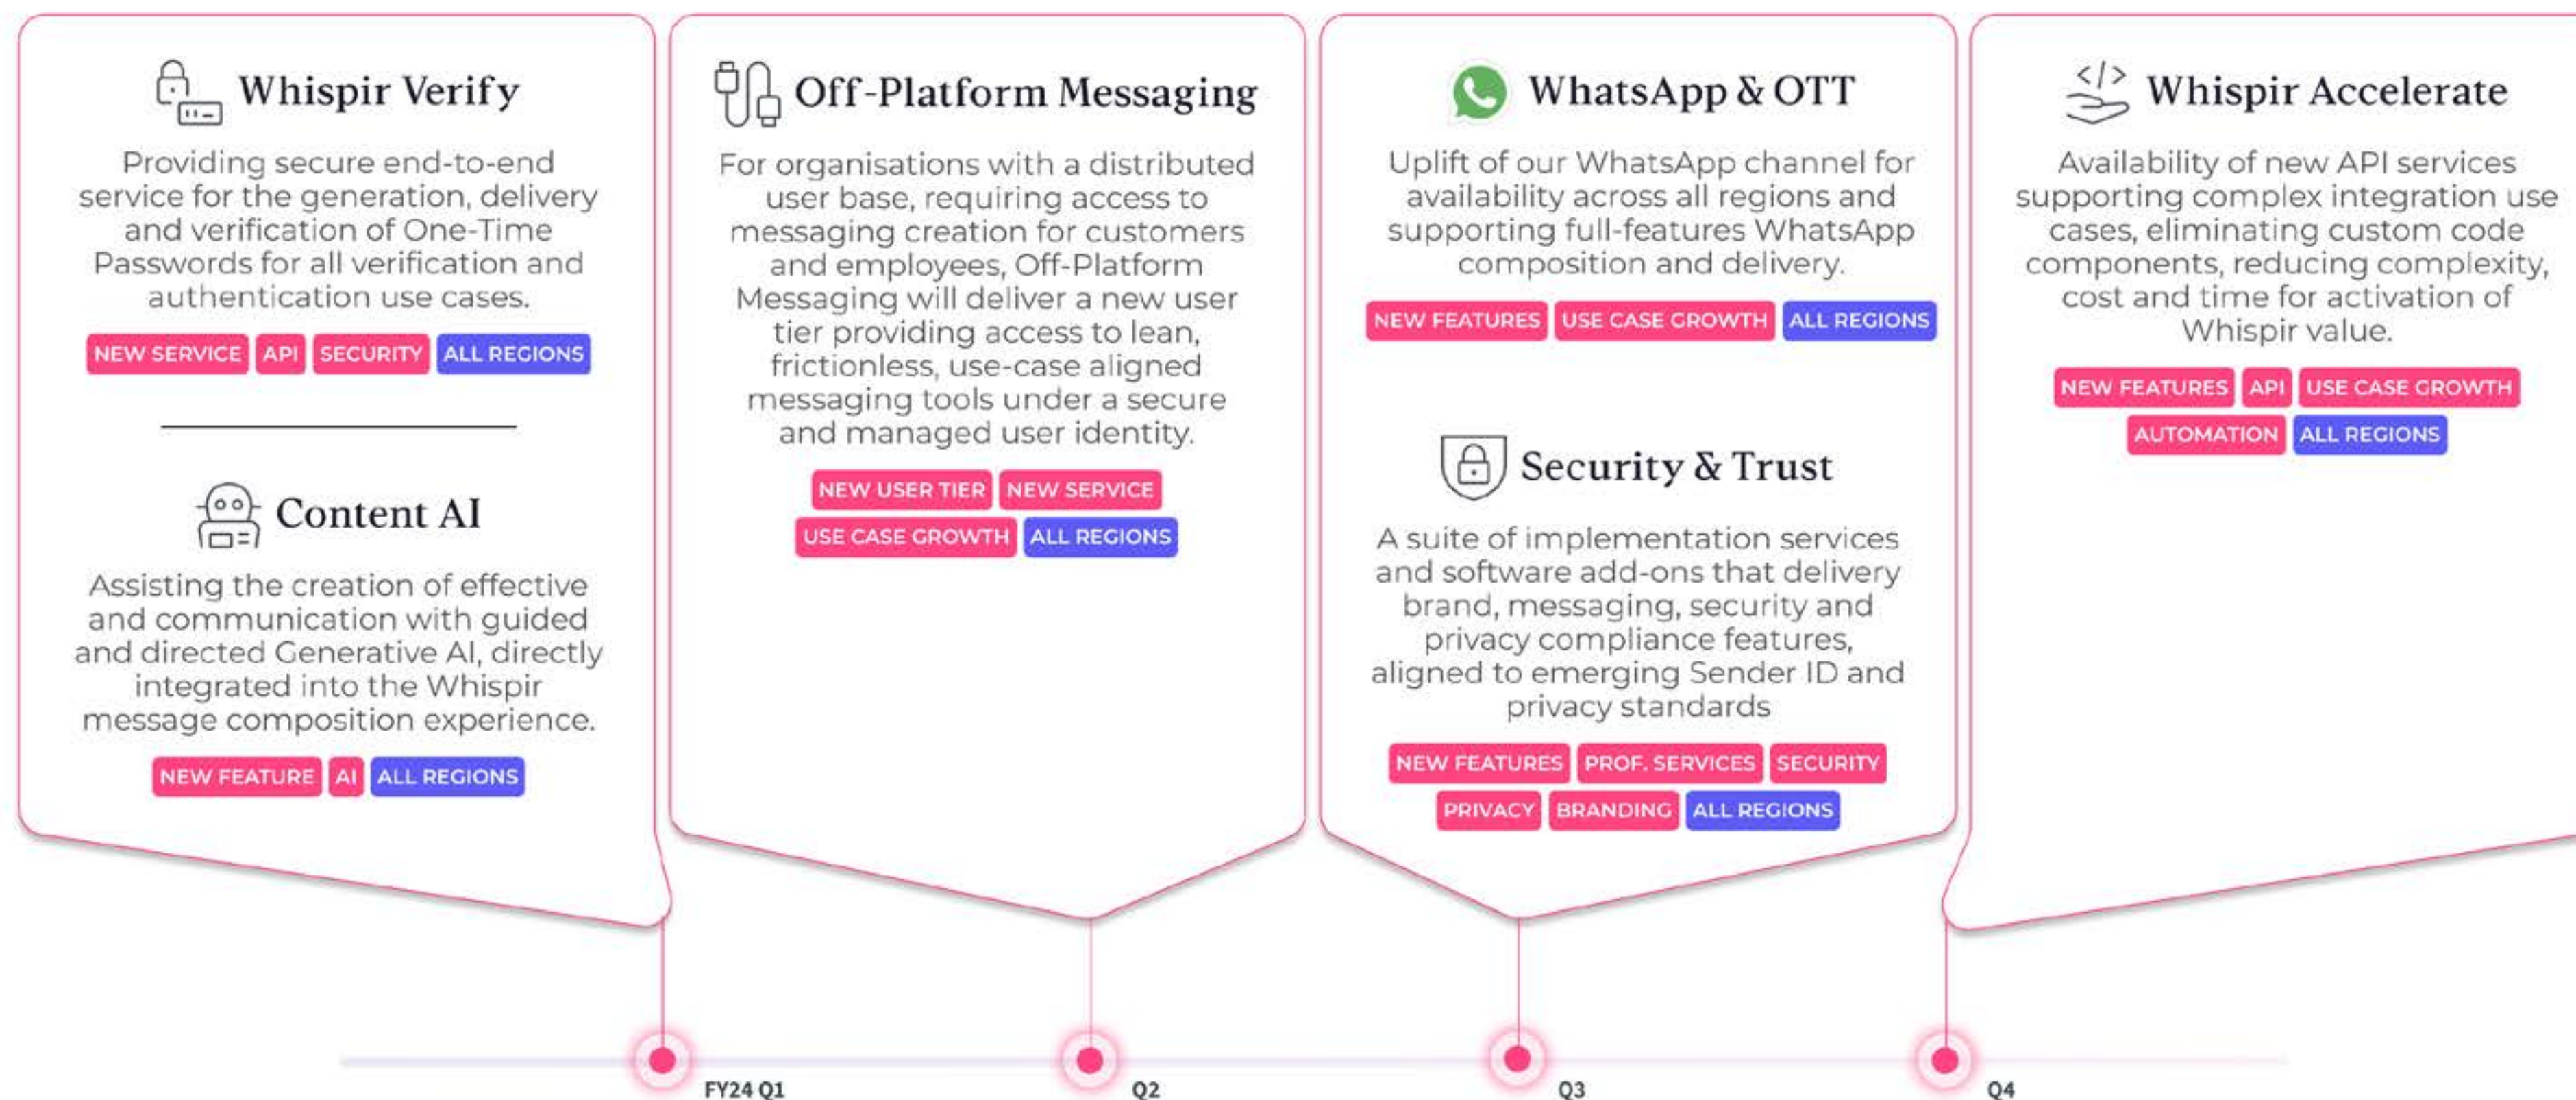 Whispir Verify
Providing secure end-to-end
service for the generation, delivery
and verification of One-Time
Passwords for all verification and
authentication use cases.
NEW SERVICE API SECURITY ALL REGIONS
Content AI
Assisting the creation of effective
and communication with guided
and directed Generative AI, directly
integrated into the Whispir
message composition experience.
NEW FEATURE AI ALL REGIONS
Off-Platform Messaging
For organisations with a distributed
user base, requiring access to
messaging creation for customers
and employees, Off-Platform
Messaging will deliver a new user
tier providing access to lean,
frictionless, use-case aligned
messaging tools under a secure
and managed user identity.
NEW USER TIER NEW SERVICE
USE CASE GROWTH ALL REGIONS
WhatsApp & OTT
Uplift of our WhatsApp channel for
availability across all regions and
supporting full-features WhatsApp
composition and delivery.
NEW FEATURES USE CASE GROWTH ALL REGIONS
Security & Trust
A suite of implementation services
and software add-ons that delivery
brand, messaging, security and
privacy compliance features,
aligned to emerging Sender ID and
privacy standards
NEW FEATURES PROF. SERVICES SECURITY
PRIVACY BRANDING ALL REGIONS
Whispir Accelerate
Availability of new API services
supporting complex integration use
cases, eliminating custom code
components, reducing complexity,
cost and time for activation of
Whispir value.
NEW FEATURES API USE CASE GROWTH
AUTOMATION ALL REGIONS
FY24 Q1
Q2
Q3
Q4